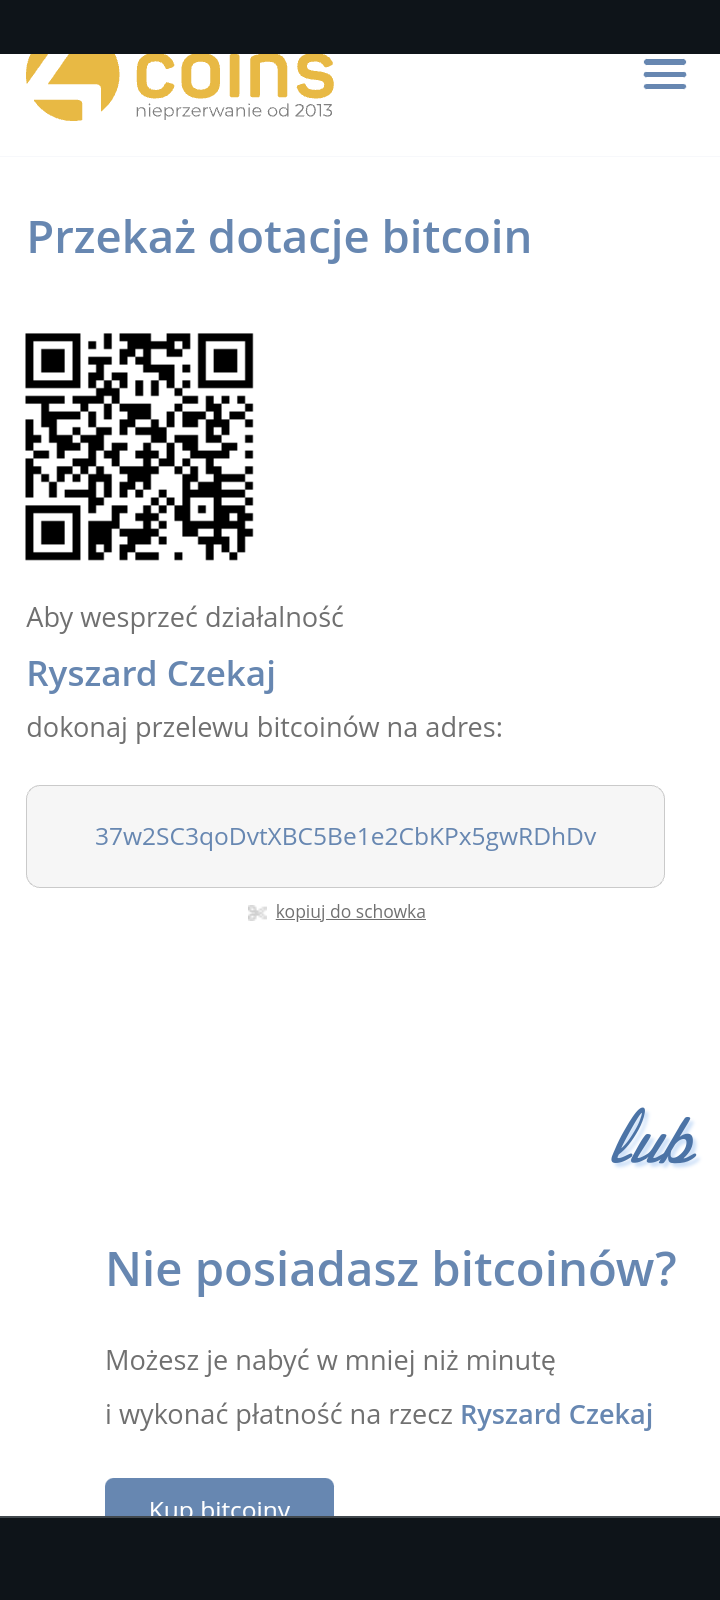 coins
nieprzerwanie od 2013
Przekaż dotacje bitcoin
Aby wesprzeć działalność
Ryszard Czekaj
dokonaj przelewu bitcoinów na adres:
37w2SC3qoDvtXBC5Be1e2CbKPx5gwRDhDv
kopiuj do schowka
lub
Nie posiadasz bitcoinów?
Możesz je nabyć w mniej niż minutę
i wykonać płatność na rzecz Ryszard Czekaj
Kup bitcoiny